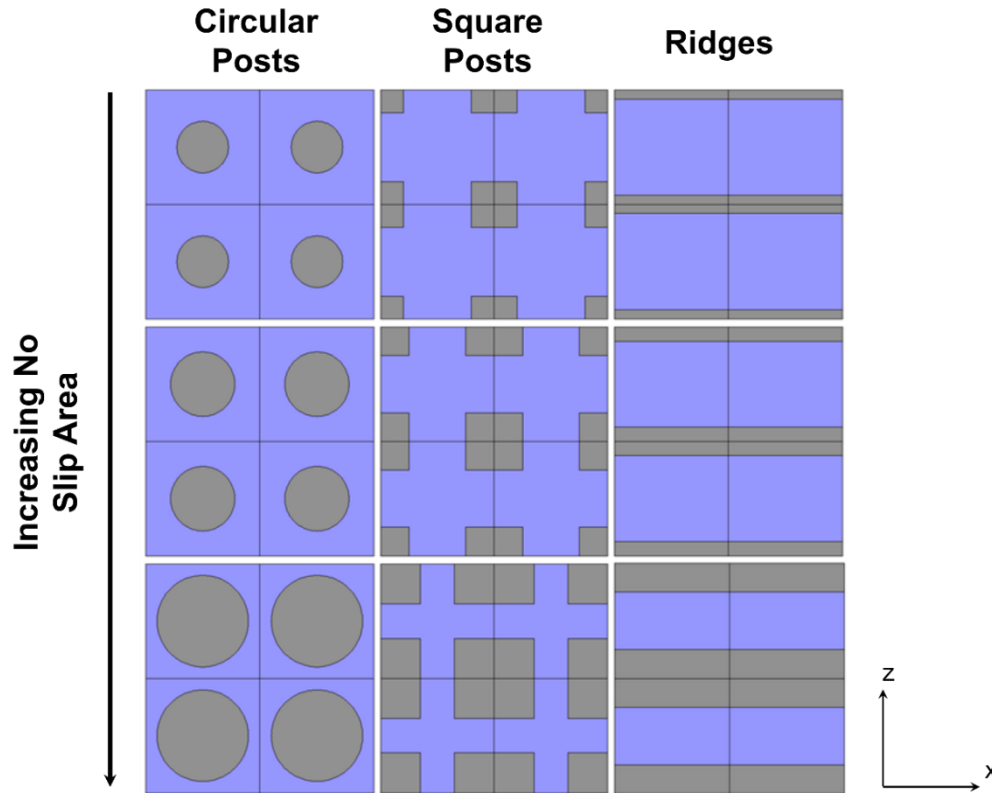 Circular
Posts
Square
Posts
Ridges
Increasing No
Slip Area
z
x